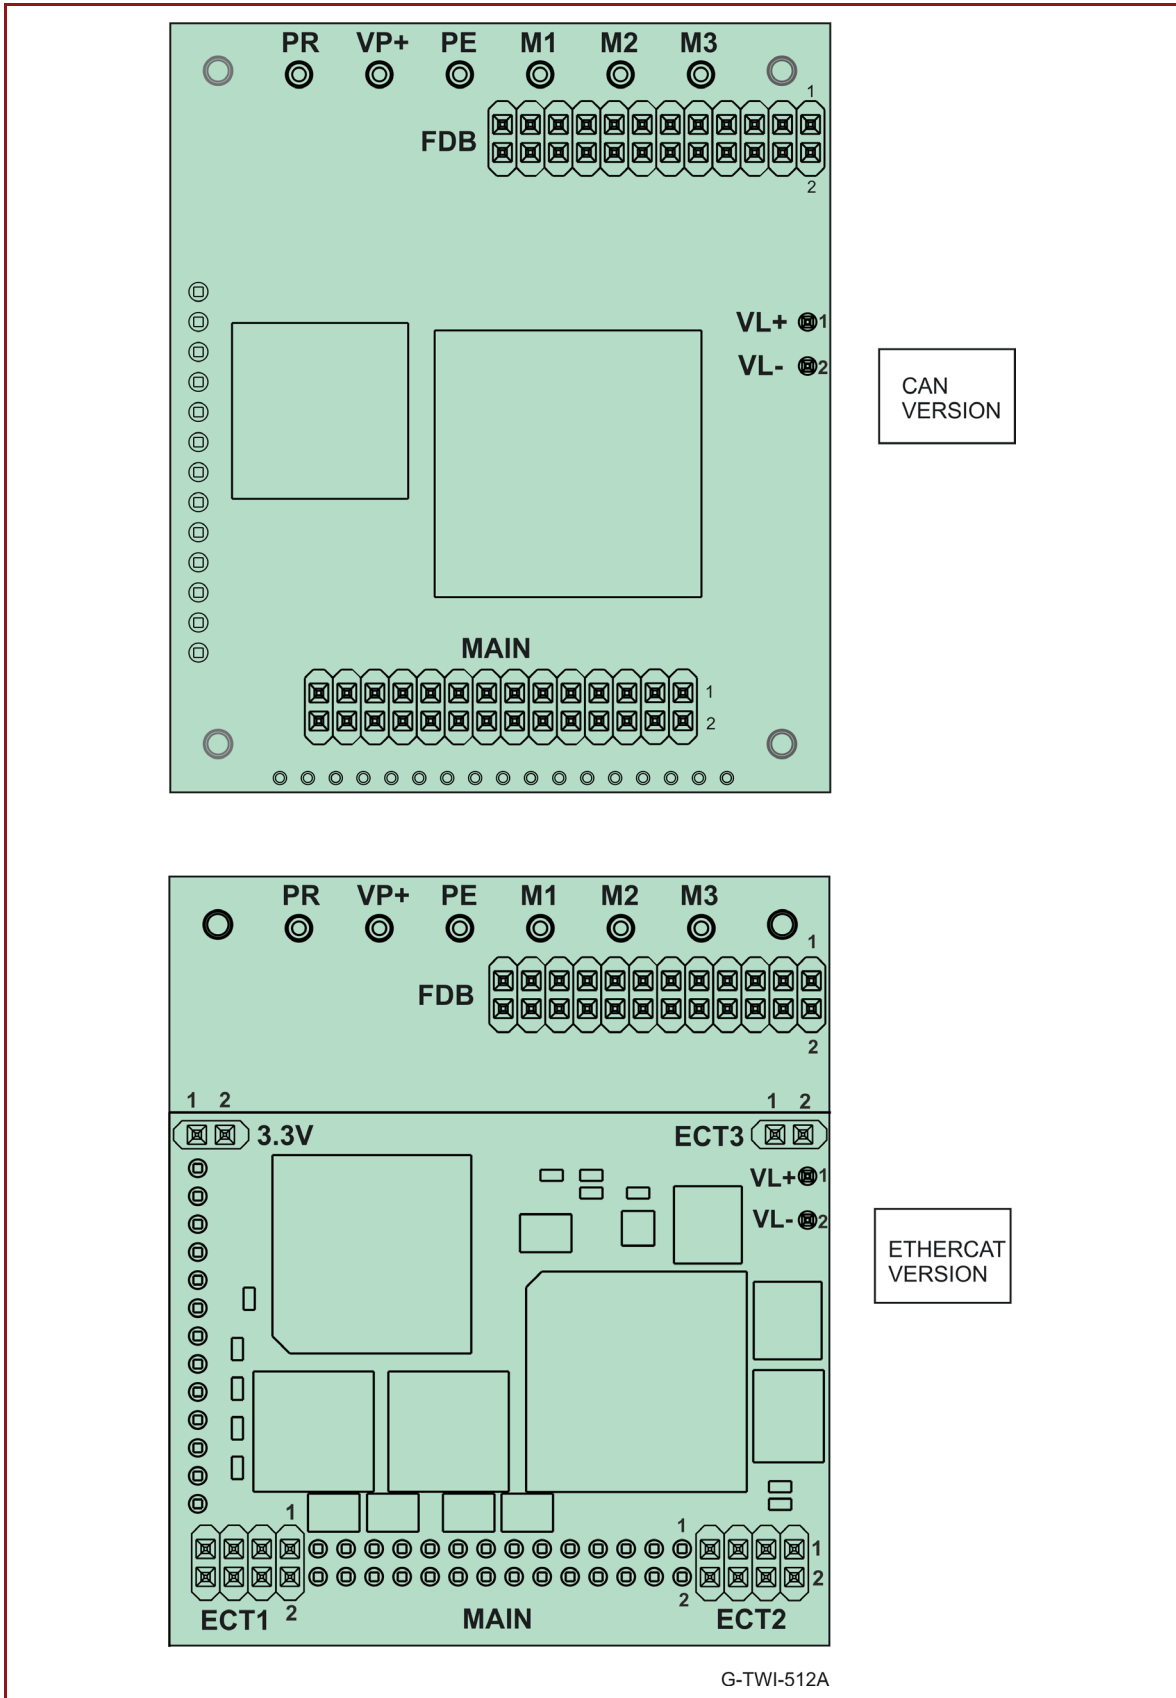 PR VP+ PE M1 M2 M3
1
FDB
2
VL+ 1
VL- 2
CAN
VERSION
MAIN
1
2
PR VP+ PE M1 M2 M3
1
FDB
2
1 2 1 2
3.3V ECT3
VL+ 1
VL- 2
ETHERCAT
VERSION
1 1
1
2
2 2
ECT1 MAIN ECT2
G-TWI-512A